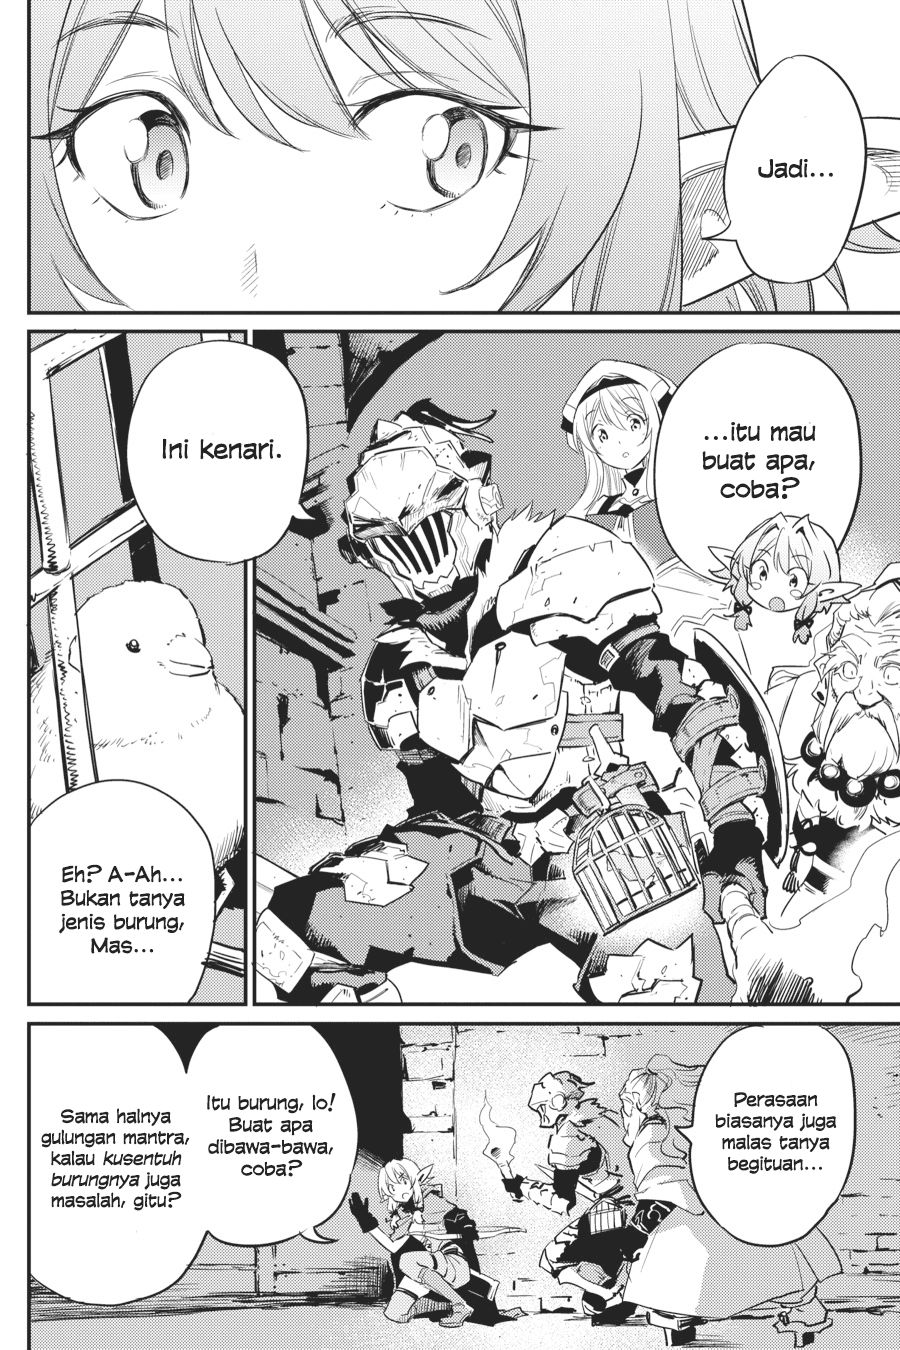 Jadi...
...itu mau
buat apa,
coba?
Ini kenari.
Eh? A-Ah...
Bukan tanya
jenis burung,
Mas...
Perasaan
biasanya juga
malas tanya
begituan...
Itu burung, lo!
Buat apa
dibawa-bawa,
coba?
Sama halnya
gulungan mantra,
kalau kusentuh
burungnya juga
masalah, gitu?